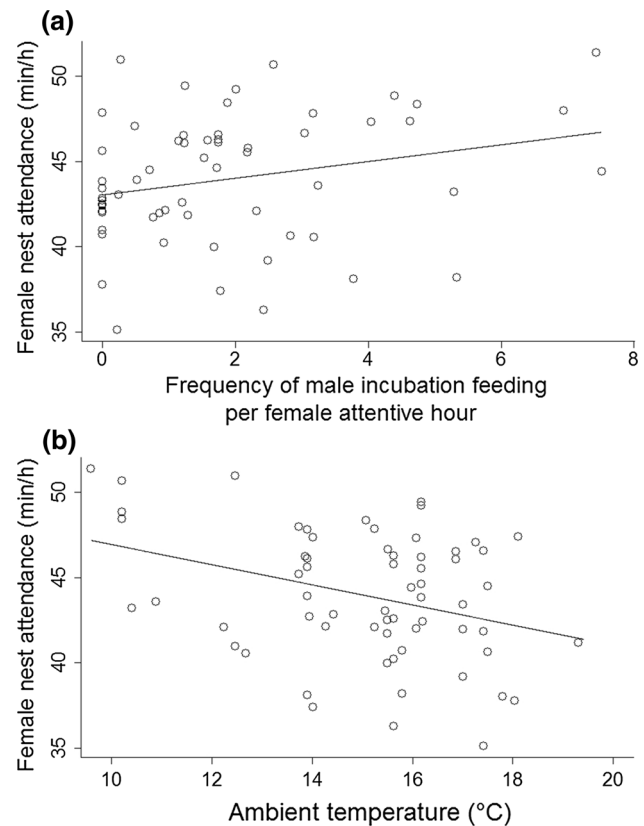 (a)
Female nest attendance (min/h)
50
45
40
35
0 2 4 6 8
Frequency of male incubation feeding
per female attentive hour
(b)
Female nest attendance (min/h)
50
45
40
35
10 12 14 16 18 20
Ambient temperature (°C)